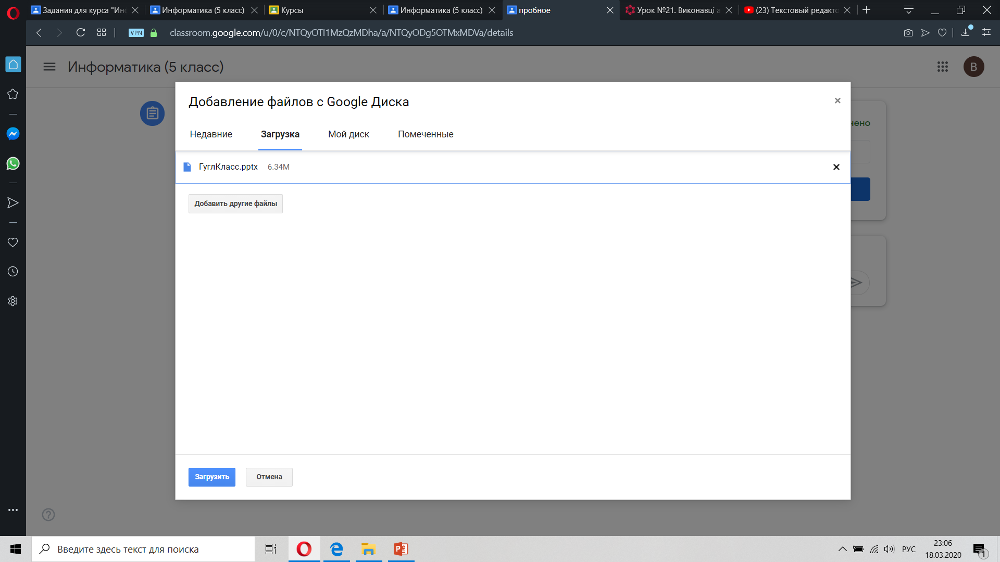 Задания для курса "Инф
Информатика (5 класс)
Курсы
Информатика (5 класс)
пробное
Урок №21. Виконавці а
(23) Текстовый редакто
VPN
classroom.google.com/u/0/c/NTQyOTI1MzQzMDha/a/NTQyODg5OTMxMDVa/details
Информатика (5 класс)
В
Добавление файлов с Google Диска
чено
Недавние
Загрузка
Мой диск
Помеченные
ГуглКласс.pptx
6.34M
Добавить другие файлы
Загрузить
Отмена
Введите здесь текст для поиска
РУС
23:06
18.03.2020
1